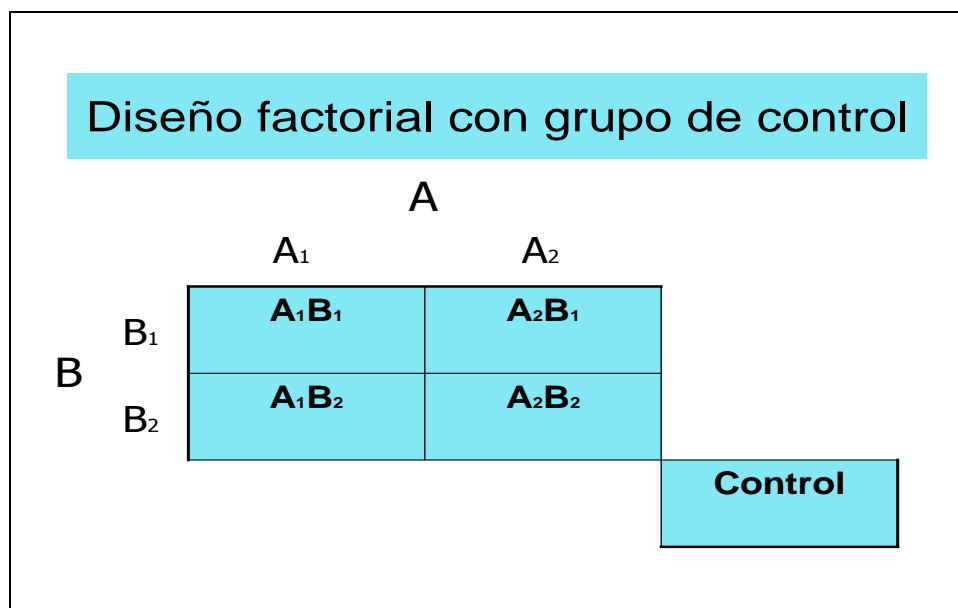 Diseño factorial con grupo de control
A
A₁ A₂
B₁ A₁B₁ A₂B₁
B
B₂ A₁B₂ A₂B₂
Control